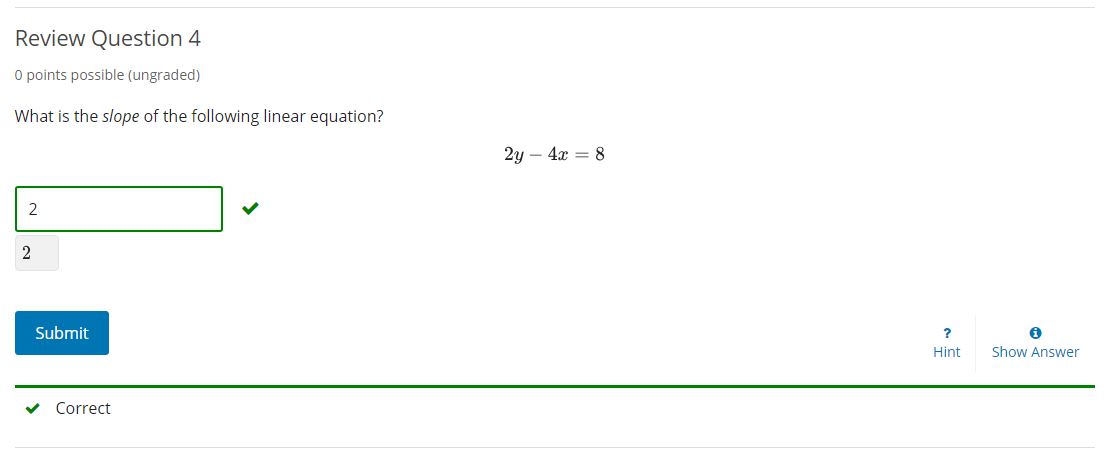 Review Question 4
0 points possible (ungraded)
What is the slope of the following linear equation?
2y − 4x = 8
2
2
Submit
? Hint
Show Answer
Correct